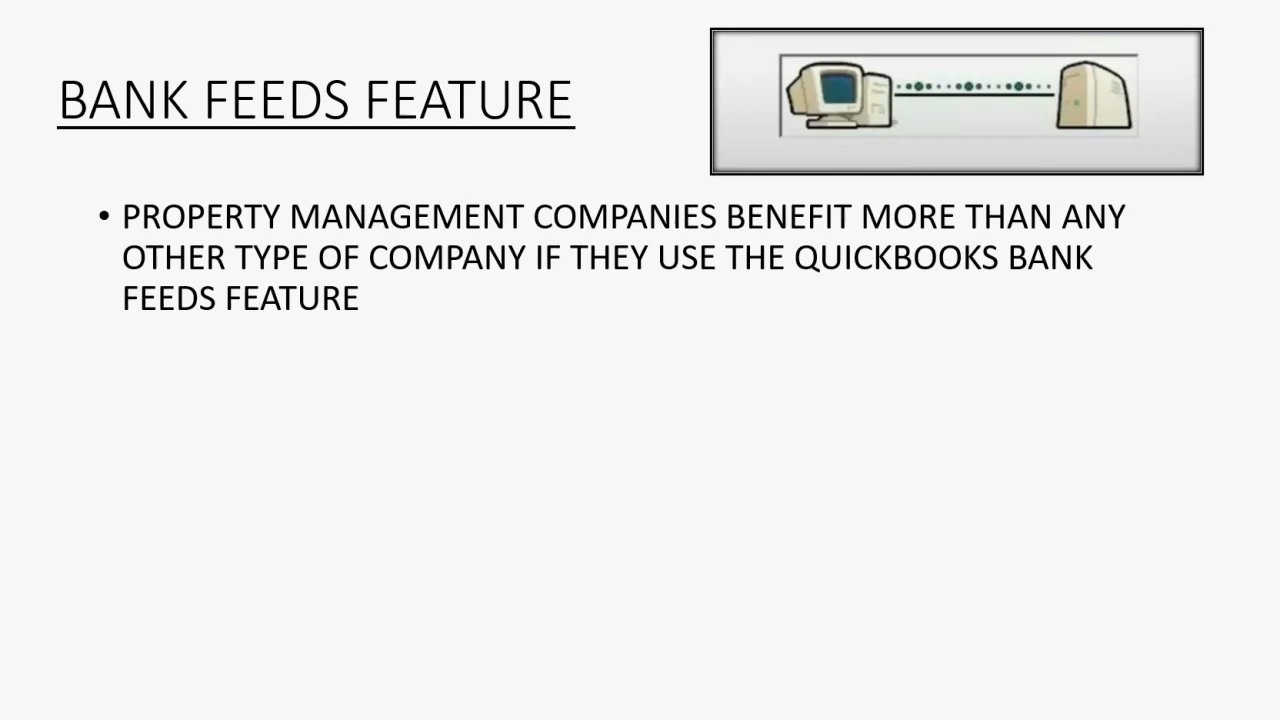 BANK FEEDS FEATURE
• PROPERTY MANAGEMENT COMPANIES BENEFIT MORE THAN ANY
OTHER TYPE OF COMPANY IF THEY USE THE QUICKBOOKS BANK
FEEDS FEATURE